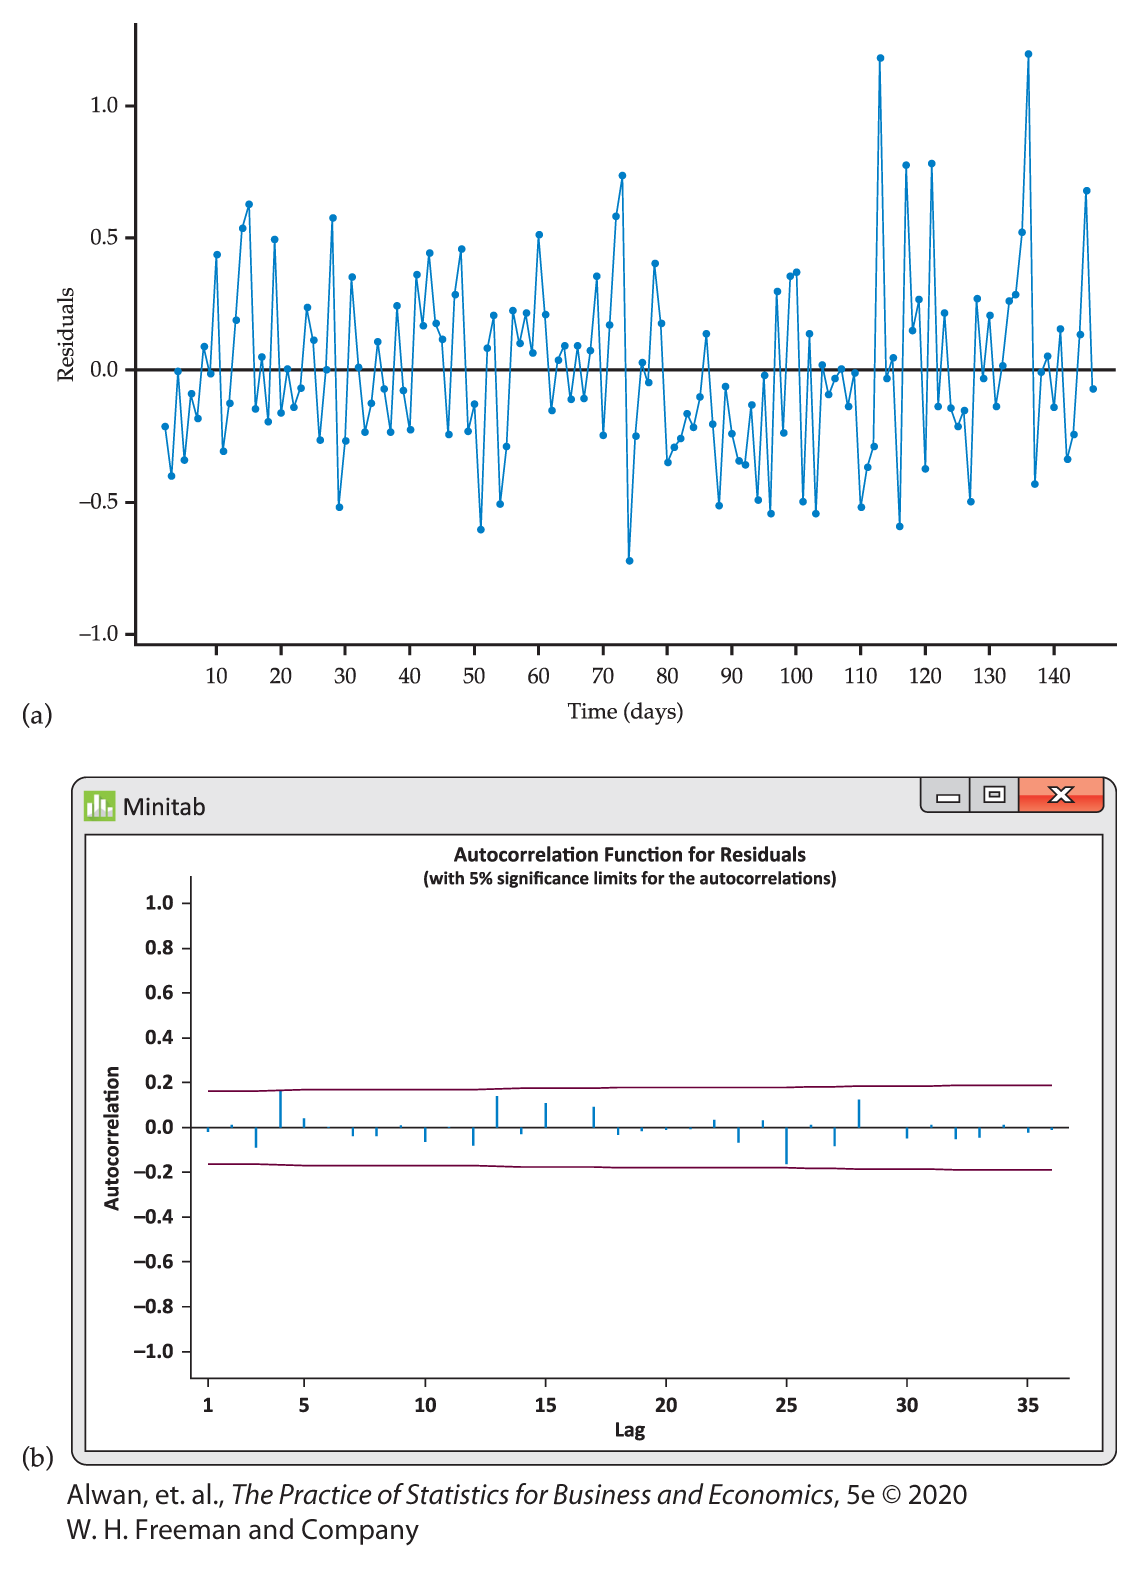 1.0
0.5
0.0
–0.5
–1.0
Residuals
10 20 30 40 50 60 70 80 90 100 110 120 130 140
Time (days)
(a)
Minitab
Autocorrelation Function for Residuals
(with 5% significance limits for the autocorrelations)
1.0
0.8
0.6
0.4
0.2
0.0
–0.2
–0.4
–0.6
–0.8
–1.0
Autocorrelation
1 5 10 15 20 25 30 35
Lag
(b)
Alwan, et. al., The Practice of Statistics for Business and Economics, 5e © 2020
W. H. Freeman and Company